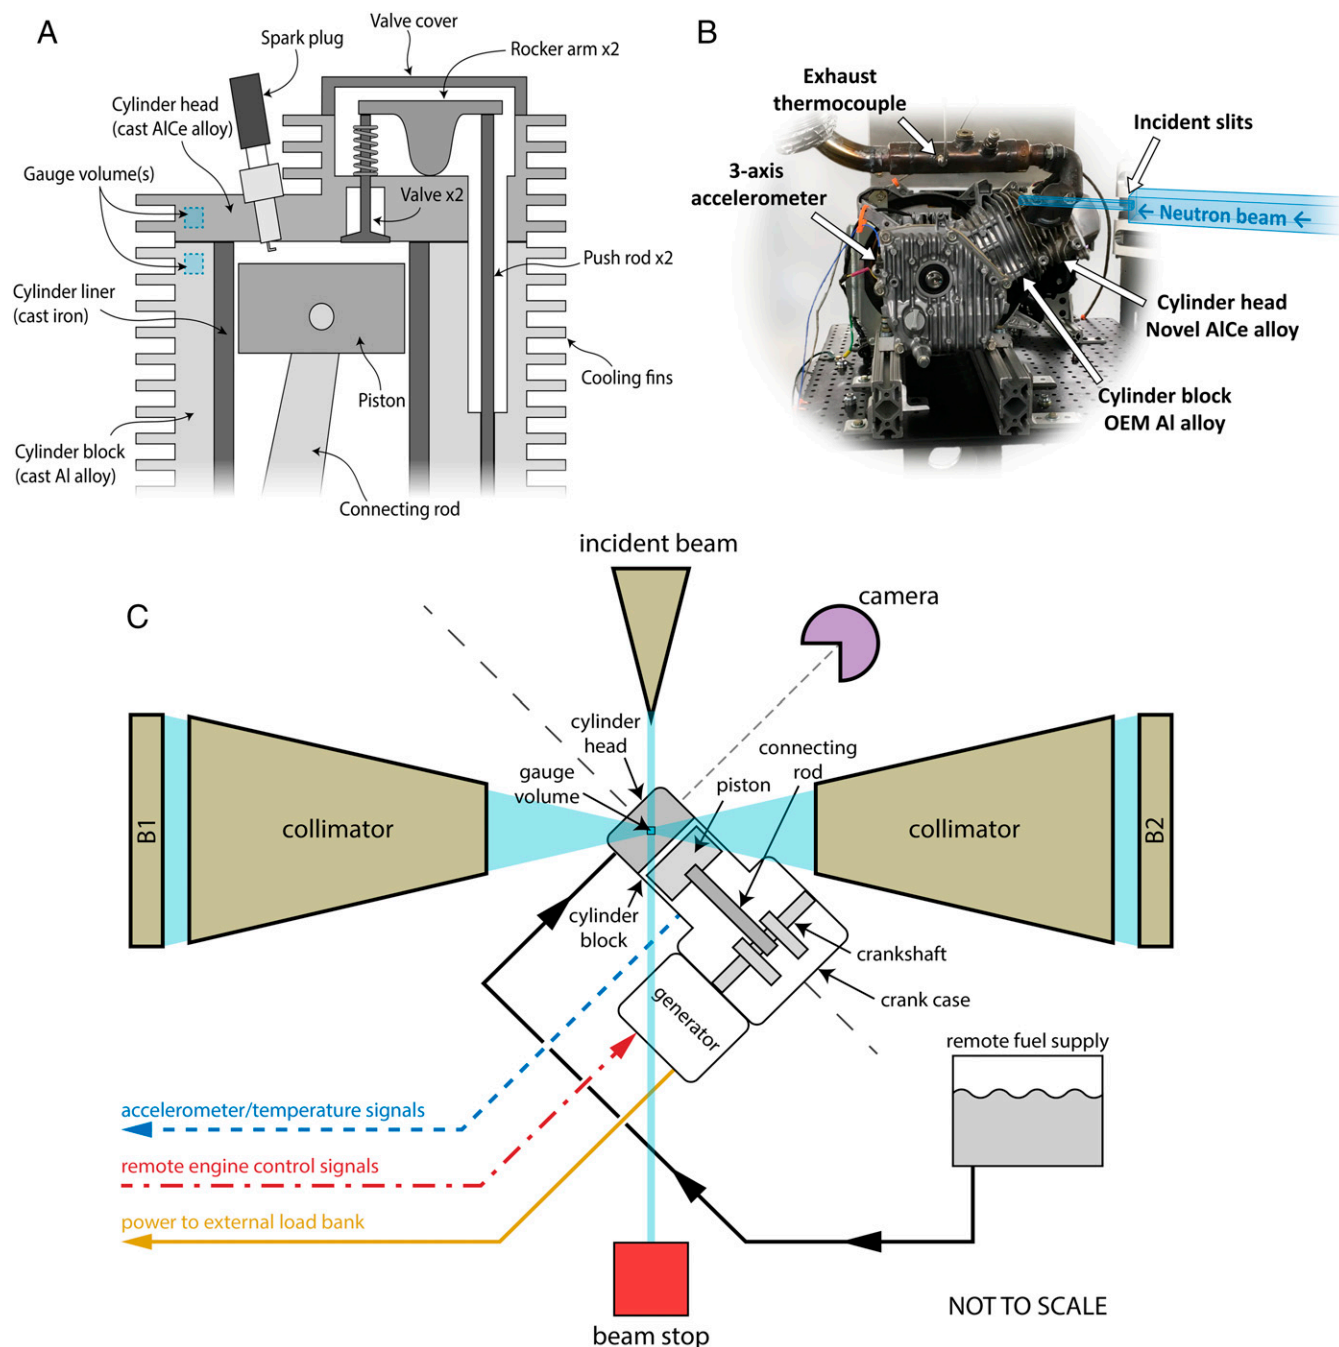 A
Valve cover
Spark plug
Rocker arm x2
Cylinder head
(cast AlCe alloy)
Gauge volume(s)
Valve x2
Push rod x2
Cylinder liner
(cast iron)
Cooling fins
Piston
Cylinder block
(cast Al alloy)
Connecting rod
B
Exhaust
thermocouple
Incident slits
3-axis
accelerometer
← Neutron beam ←
Cylinder head
Novel AlCe alloy
Cylinder block
OEM Al alloy
C
incident beam
camera
cylinder
head
connecting
rod
gauge
volume
piston
B1
collimator
collimator
B2
cylinder
block
crankshaft
generator
crank case
remote fuel supply
accelerometer/temperature signals
remote engine control signals
power to external load bank
NOT TO SCALE
beam stop